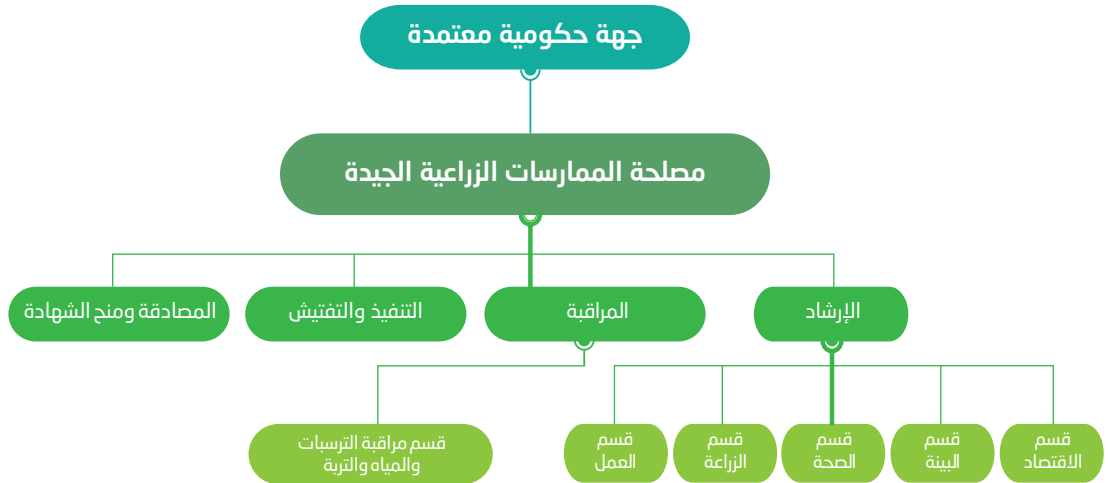 جهة حكومية معتمدة
مصلحة الممارسات الزراعية الجيدة
الإرشاد
المراقبة
التنفيذ والتفتيش
المصادقة ومنح الشهادة
قسم
الاقتصاد
قسم
البيئة
قسم
الصحة
قسم
الزراعة
قسم
العمل
قسم مراقبة الترسبات
والمياه والتربة